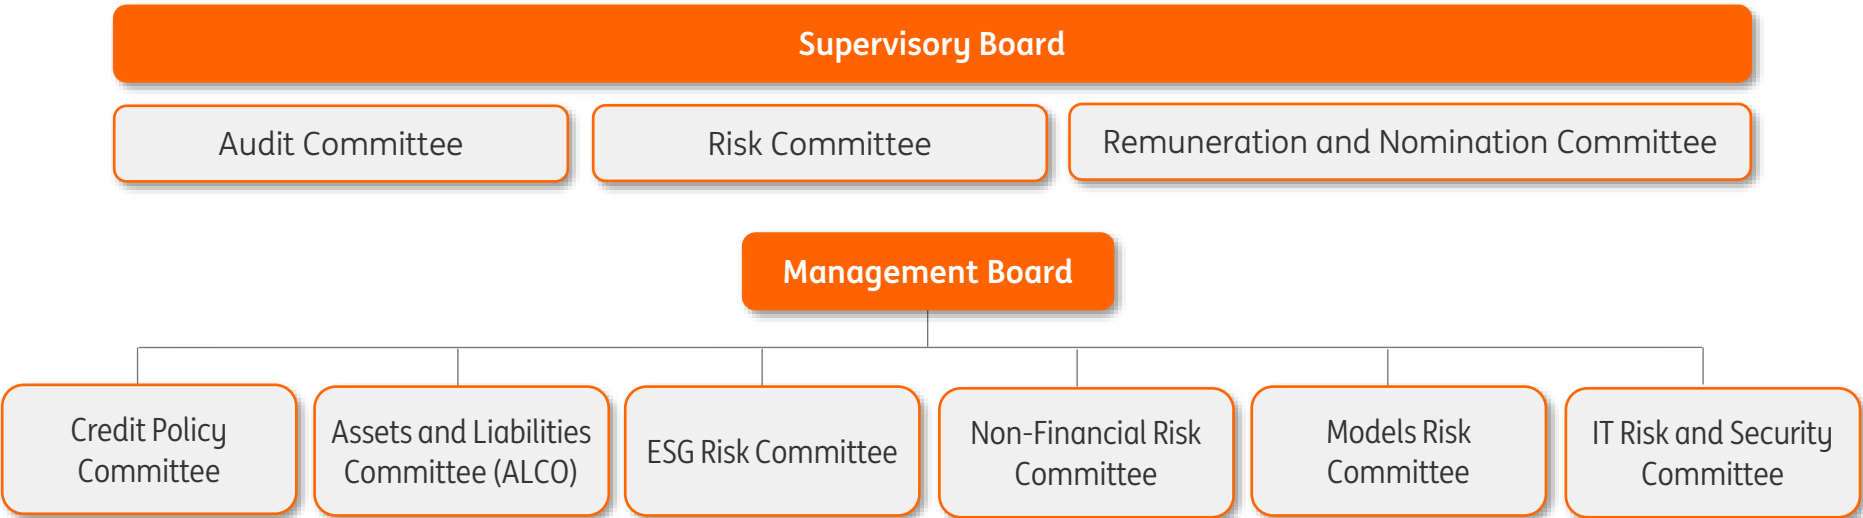 Supervisory Board
Audit Committee
Risk Committee
Remuneration and Nomination Committee
Management Board
Credit Policy
Committee
Assets and Liabilities
Committee (ALCO)
ESG Risk Committee
Non-Financial Risk
Committee
Models Risk
Committee
IT Risk and Security
Committee